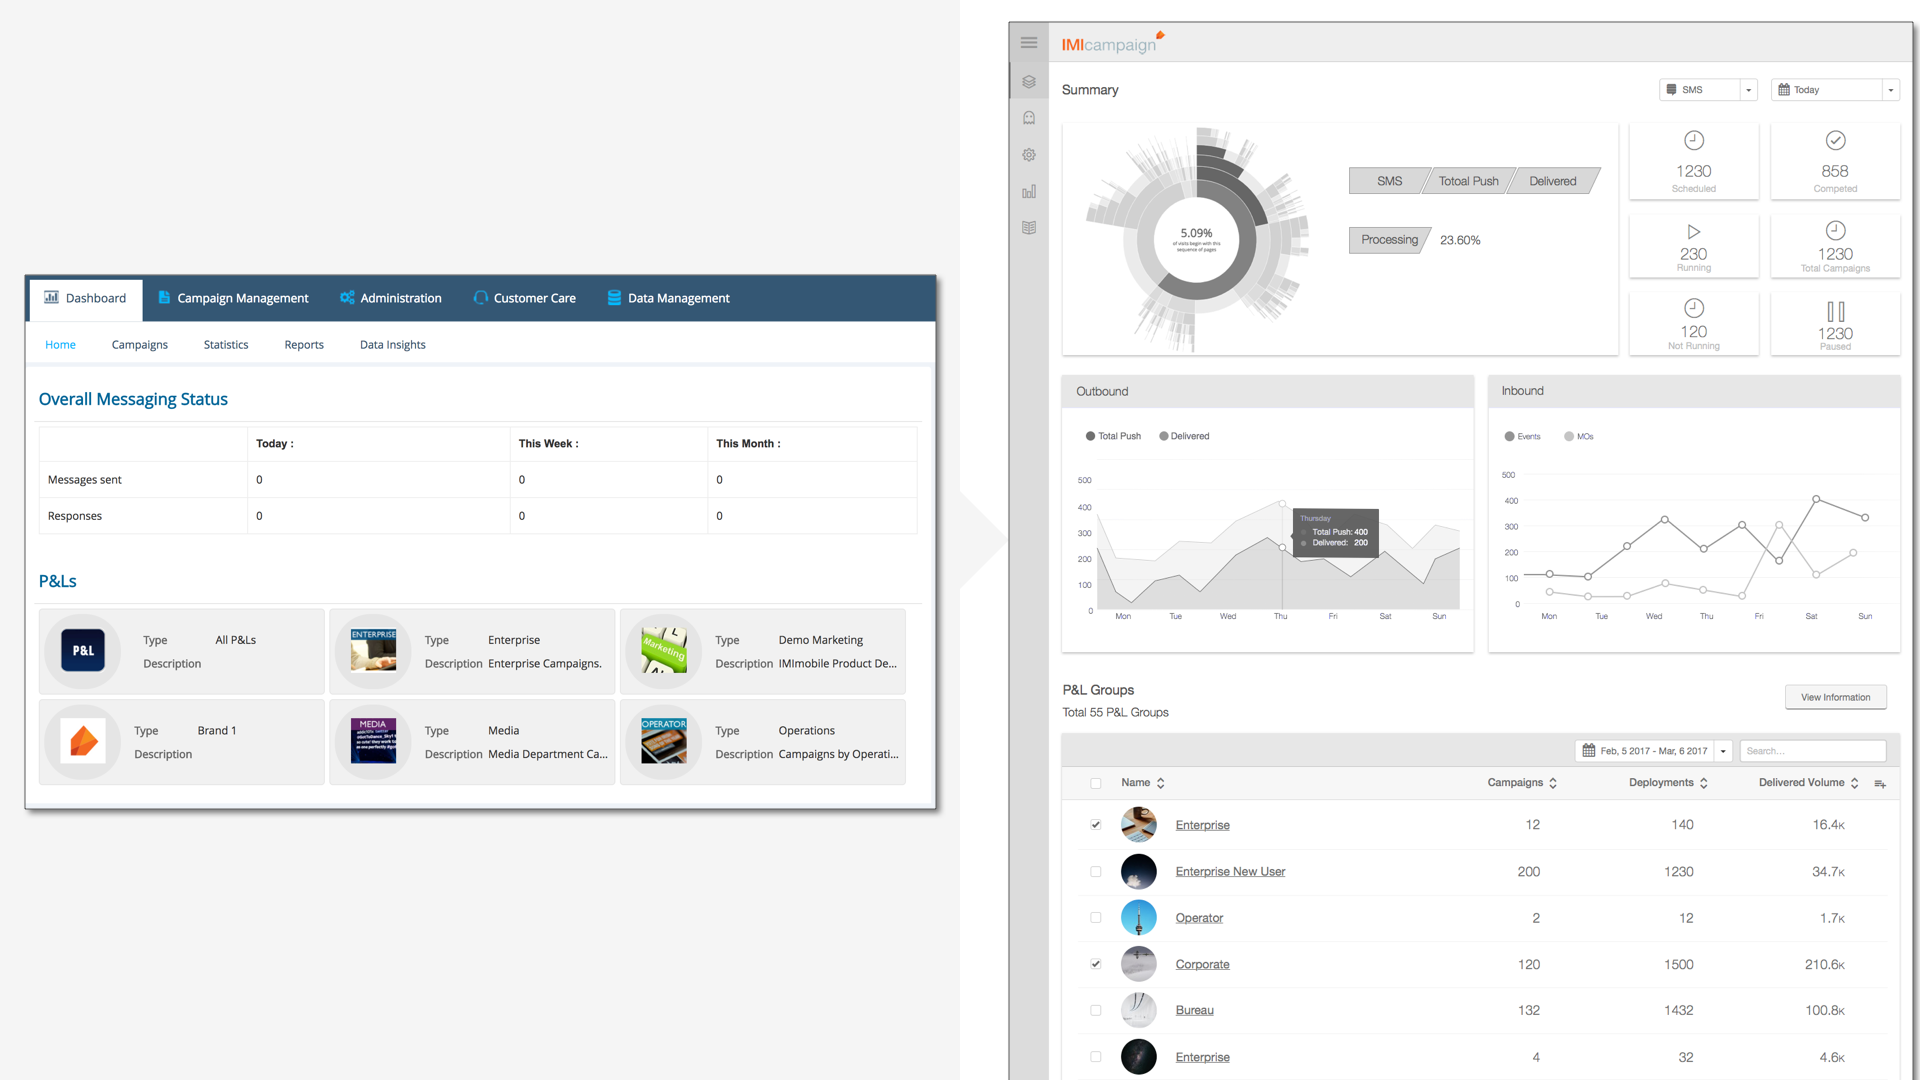 Dashboard
Campaign Management
Administration
Customer Care
Data Management
Home
Campaigns
Statistics
Reports
Data Insights
Overall Messaging Status
Today :
This Week :
This Month :
Messages sent
0
0
0
Responses
0
0
0
P&Ls
P&L
Type
All P&Ls
Description
ENTERPRISE
Type
Enterprise
Description
Enterprise Campaigns.
Marketing
Type
Demo Marketing
Description
IMImobile Product De...
Type
Brand 1
Description
MEDIA
Type
Media
Description
Media Department Ca...
OPERATOR
Type
Operations
Description
Campaigns by Operati...
IMIcampaign
Summary
SMS
Today
5.09%
of visits begin with this
sequence of pages
SMS
Totoal Push
Delivered
Processing
23.60%
1230
Scheduled
858
Competed
230
Running
1230
Total Campaigns
120
Not Running
1230
Paused
Outbound
Total Push
Delivered
500
400
300
200
100
0
Mon
Tue
Wed
Thu
Fri
Sat
Sun
Thursday
Total Push: 400
Delivered: 200
Inbound
Events
MOs
500
400
300
200
100
0
Mon
Tue
Wed
Thu
Fri
Sat
Sun
P&L Groups
Total 55 P&L Groups
View Information
Feb, 5 2017 - Mar, 6 2017
Search...
Name
Campaigns
Deployments
Delivered Volume
Enterprise
12
140
16.4K
Enterprise New User
200
1230
34.7K
Operator
2
12
1.7K
Corporate
120
1500
210.6K
Bureau
132
1432
100.8K
Enterprise
4
32
4.6K